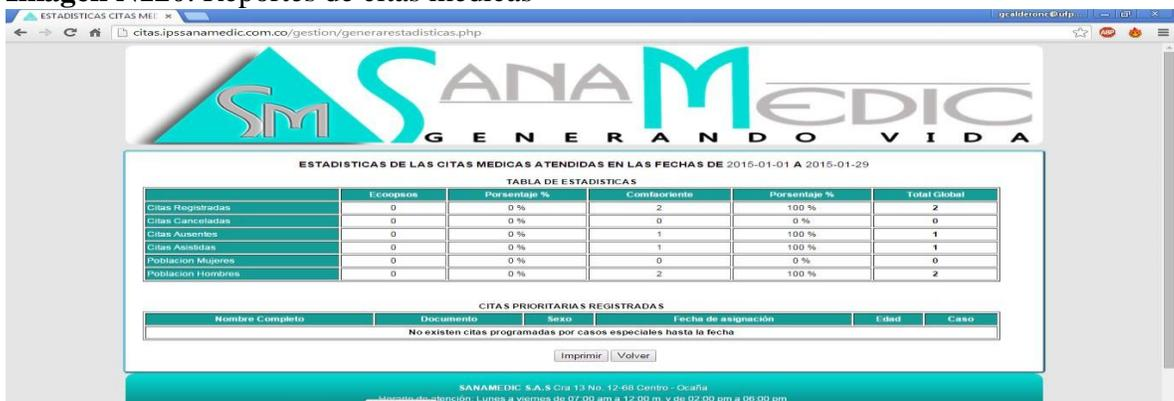 ESTADISTICAS CITAS MED
gcalderonc@ufp...
citas.ipssanamedic.com.co/gestion/generarestadisticas.php
ABP
SM SANAMEDIC
GENERANDO VIDA
ESTADISTICAS DE LAS CITAS MEDICAS ATENDIDAS EN LAS FECHAS DE 2015-01-01 A 2015-01-29
TABLA DE ESTADISTICAS
Ecoopsos Porsentaje % Comfaoriente Porsentaje % Total Global
Citas Registradas 0 0 % 2 100 % 2
Citas Canceladas 0 0 % 0 0 % 0
Citas Ausentes 0 0 % 1 100 % 1
Citas Asistidas 0 0 % 1 100 % 1
Poblacion Mujeres 0 0 % 0 0 % 0
Poblacion Hombres 0 0 % 2 100 % 2
CITAS PRIORITARIAS REGISTRADAS
Nombre Completo Documento Sexo Fecha de asignación Edad Caso
No existen citas programadas por casos especiales hasta la fecha
Imprimir Volver
SANAMEDIC S.A.S Cra 13 No. 12-68 Centro - Ocaña
Horario de atención: Lunes a viernes de 07:00 am a 12:00 m. y de 02:00 pm a 06:00 pm